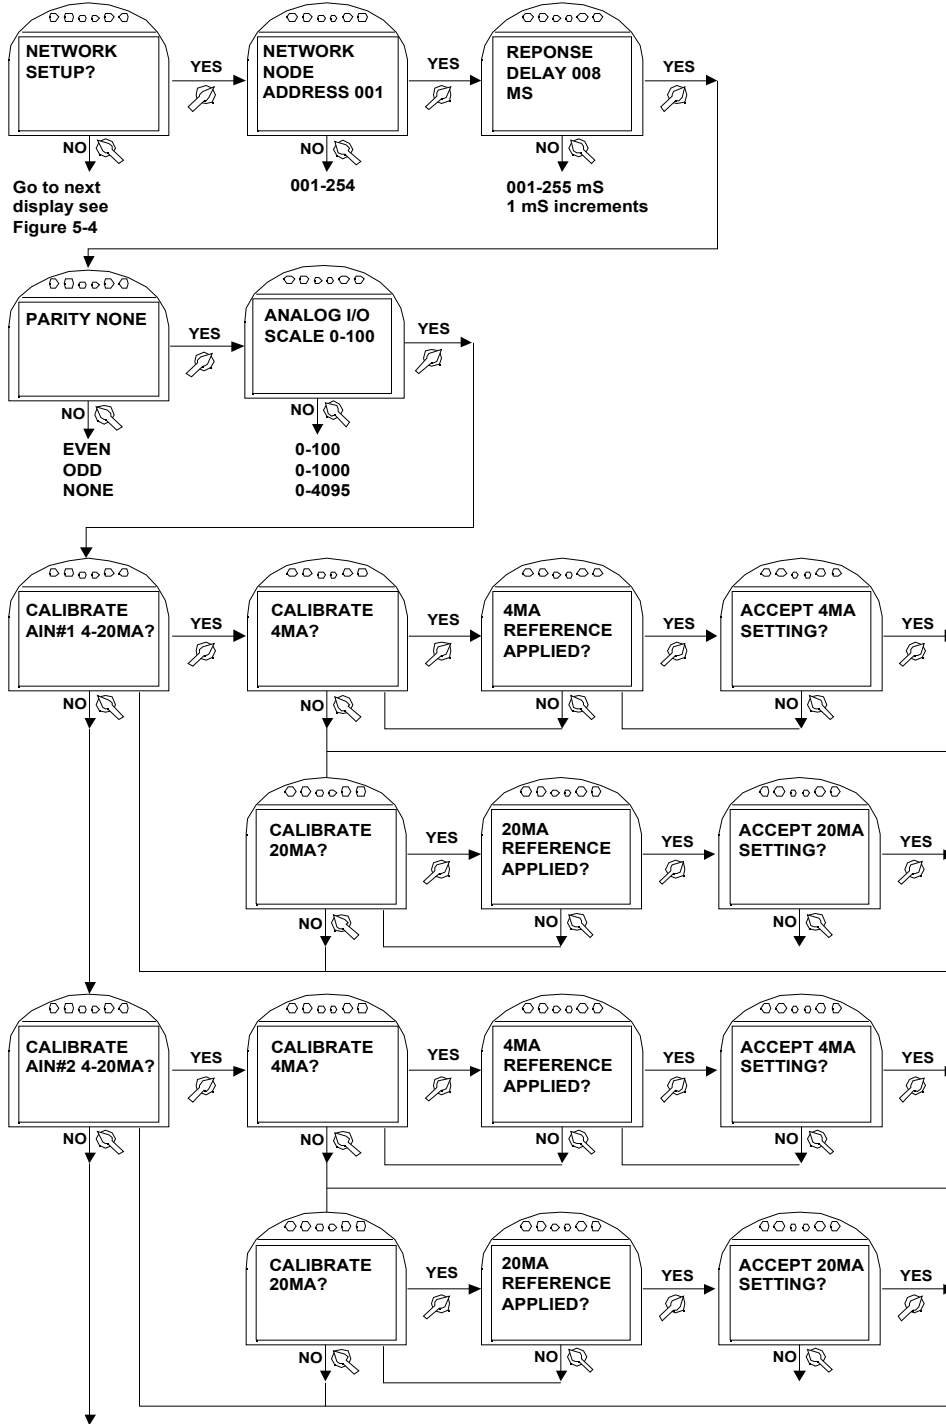 NETWORK
SETUP?
YES
NO
Go to next
display see
Figure 5-4
NETWORK
NODE
ADDRESS 001
YES
NO
001-254
REPONSE
DELAY 008
MS
YES
NO
001-255 mS
1 mS increments
PARITY NONE
YES
NO
EVEN
ODD
NONE
ANALOG I/O
SCALE 0-100
YES
NO
0-100
0-1000
0-4095
CALIBRATE
AIN#1 4-20MA?
YES
NO
CALIBRATE
4MA?
YES
NO
4MA
REFERENCE
APPLIED?
YES
NO
ACCEPT 4MA
SETTING?
YES
NO
CALIBRATE
20MA?
YES
NO
20MA
REFERENCE
APPLIED?
YES
NO
ACCEPT 20MA
SETTING?
YES
NO
CALIBRATE
AIN#2 4-20MA?
YES
NO
CALIBRATE
4MA?
YES
NO
4MA
REFERENCE
APPLIED?
YES
NO
ACCEPT 4MA
SETTING?
YES
NO
CALIBRATE
20MA?
YES
NO
20MA
REFERENCE
APPLIED?
YES
NO
ACCEPT 20MA
SETTING?
YES
NO